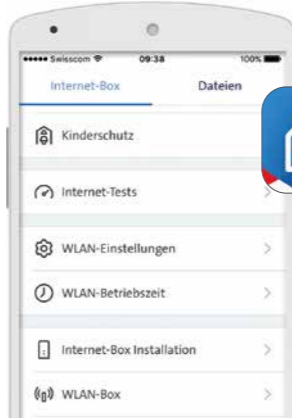 Swisscom 09:38 100%
Internet-Box Dateien
Kinderschutz
Internet-Tests
WLAN-Einstellungen
WLAN-Betriebszeit
Internet-Box Installation
WLAN-Box